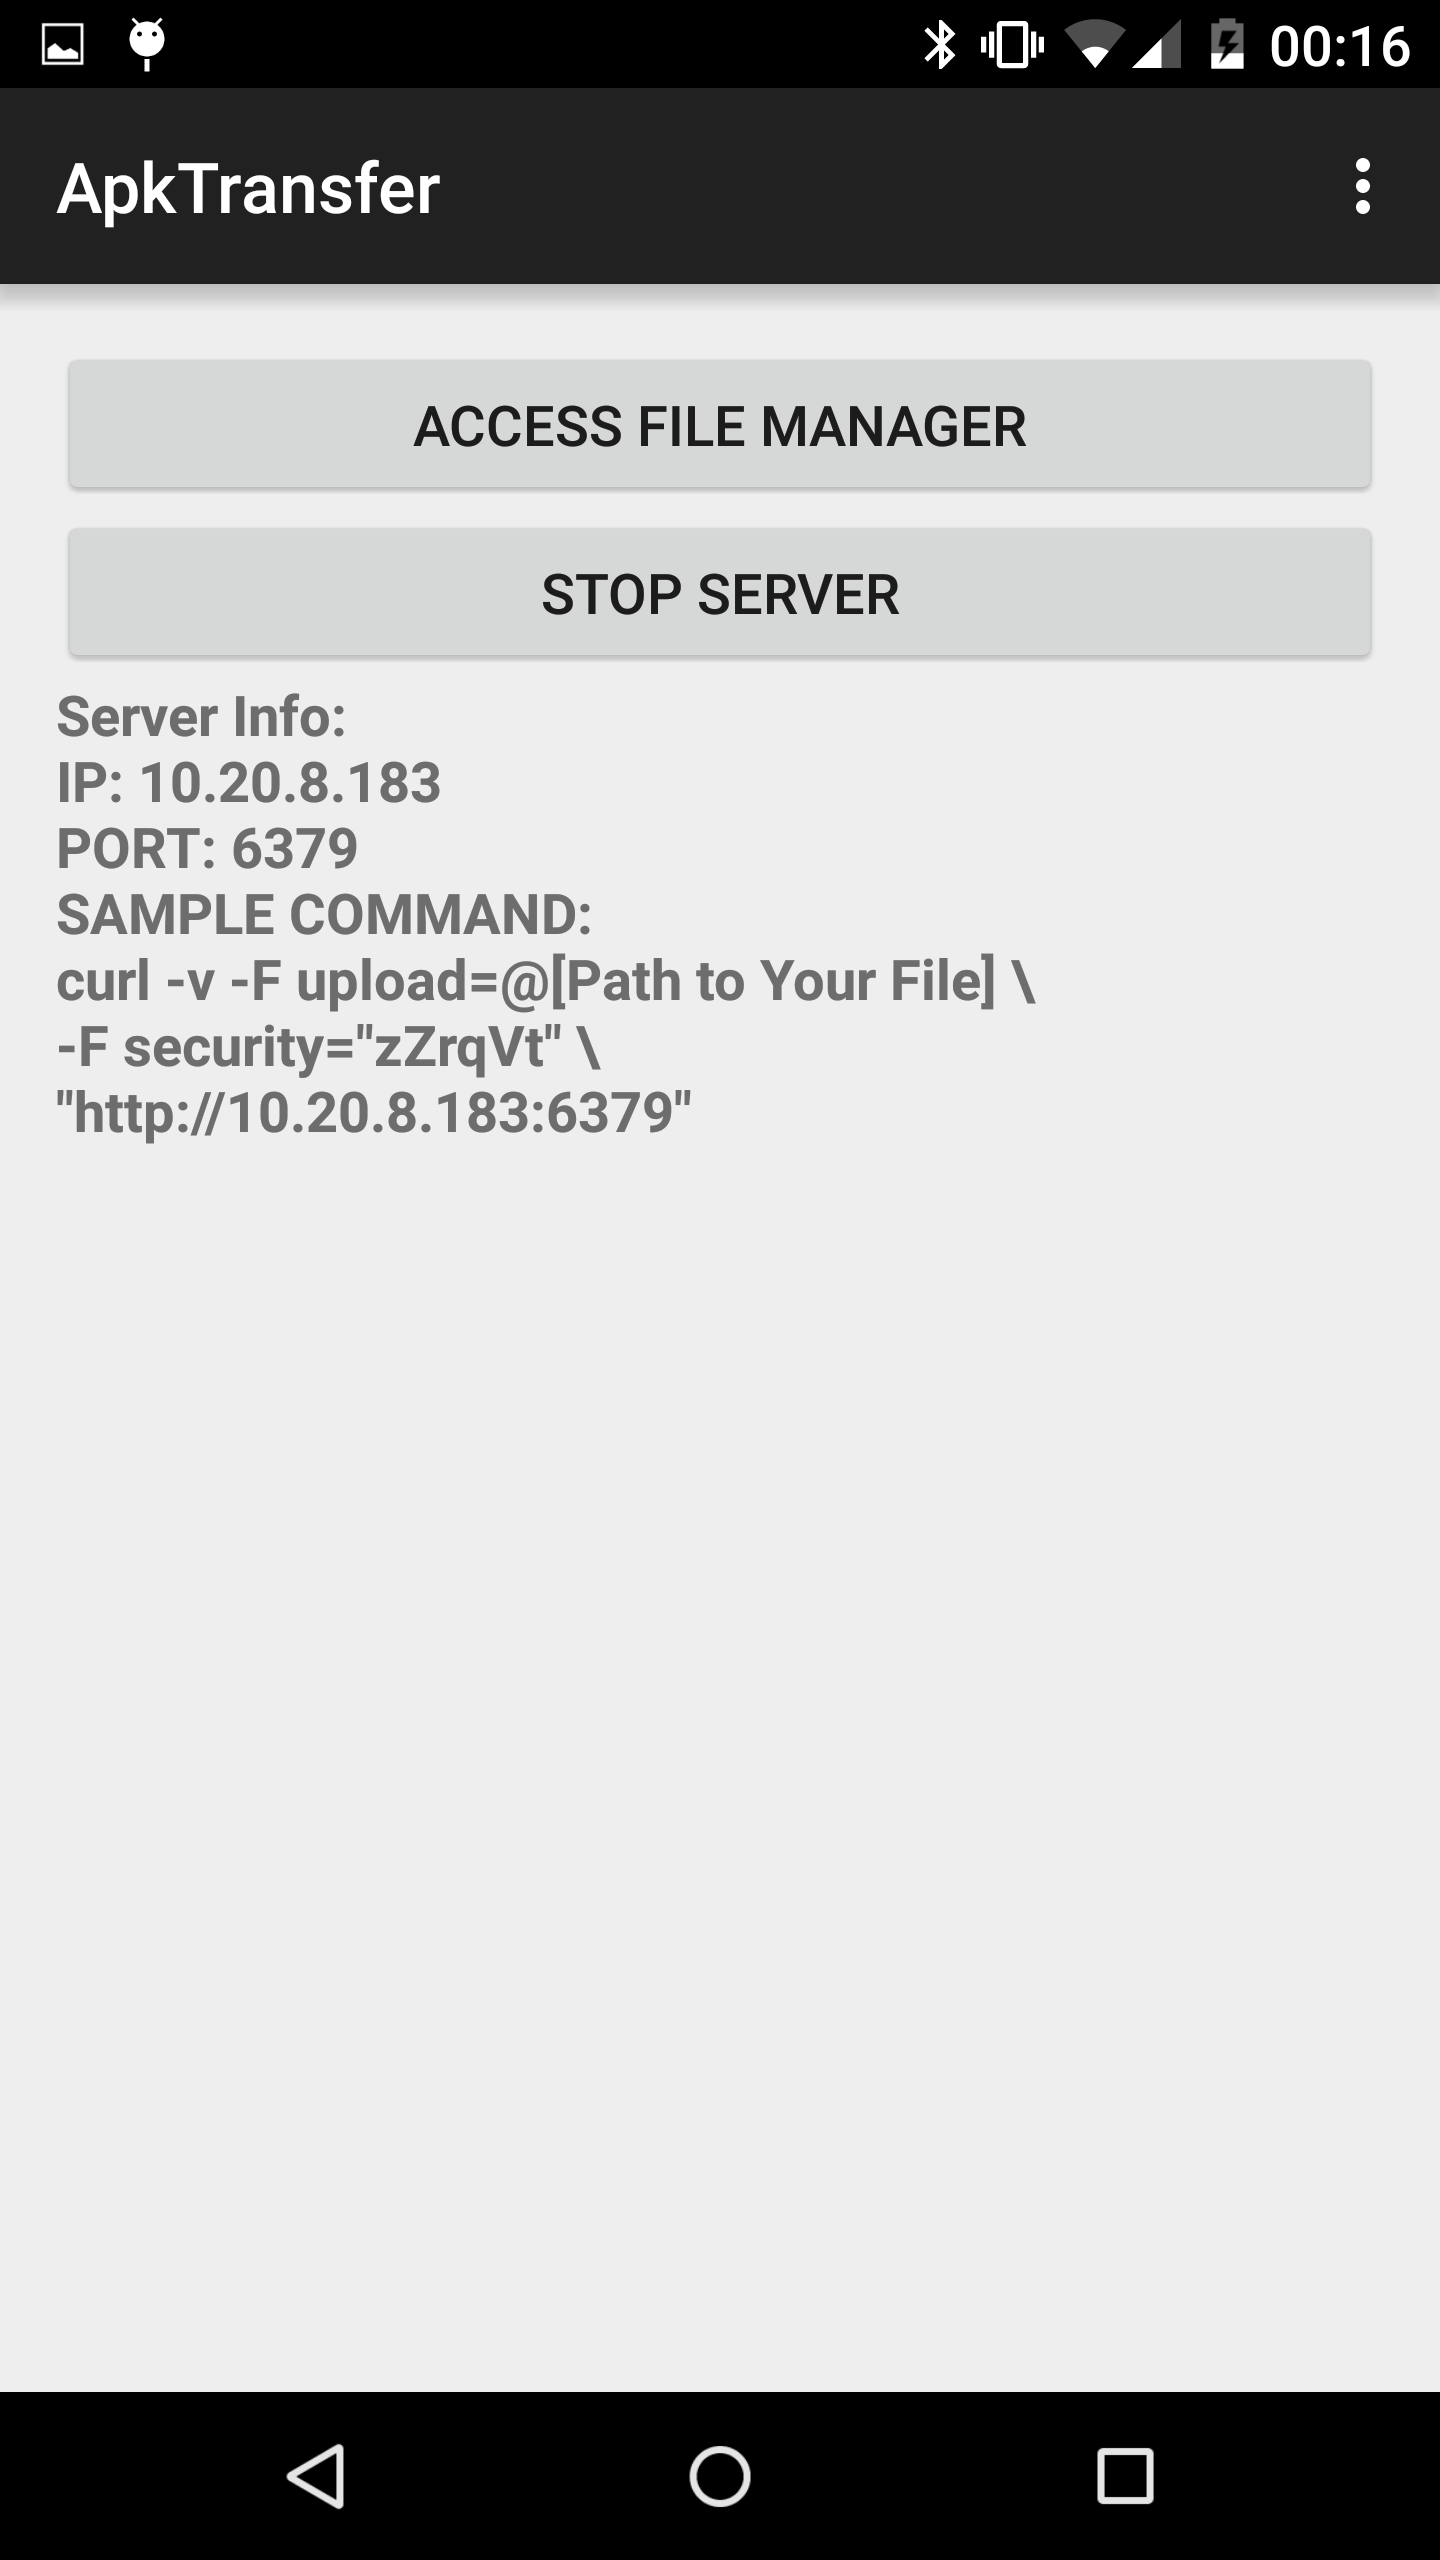 00:16
ApkTransfer
ACCESS FILE MANAGER
STOP SERVER
Server Info:
IP: 10.20.8.183
PORT: 6379
SAMPLE COMMAND:
curl -v -F upload=@[Path to Your File] \
-F security="zZrqVt" \
"http://10.20.8.183:6379"